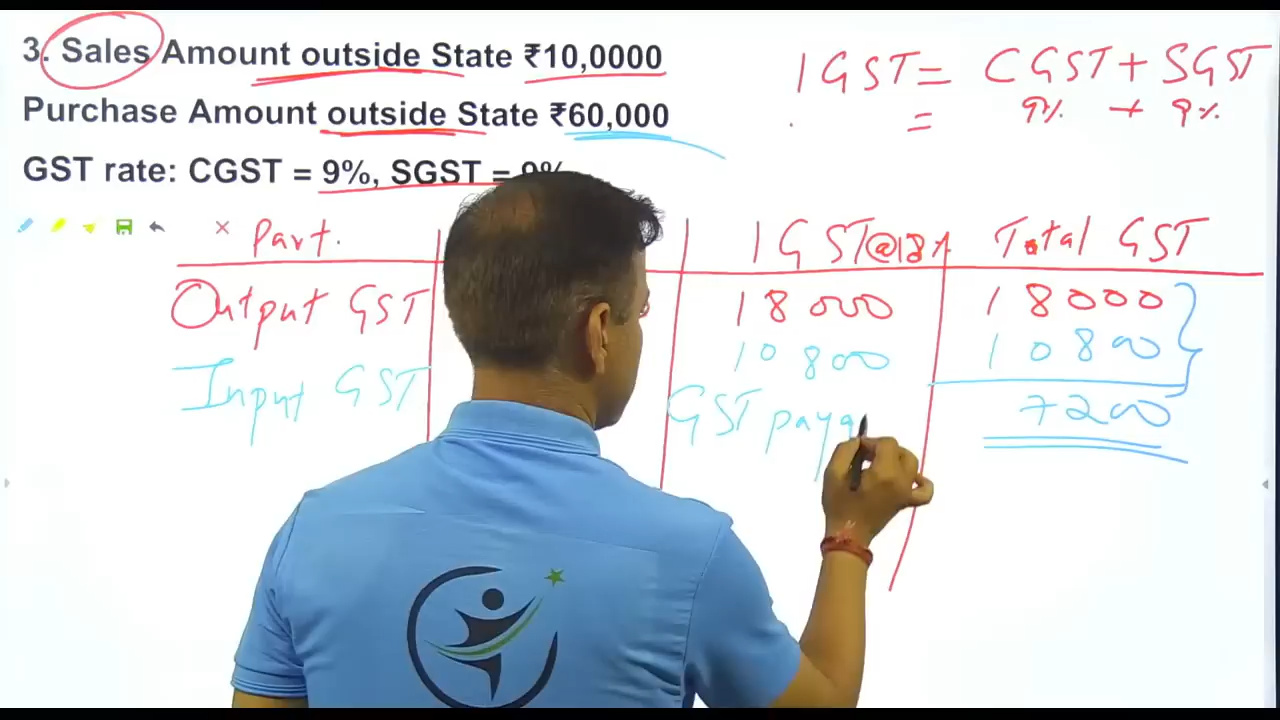 3. Sales Amount outside State ₹10,0000
Purchase Amount outside State ₹60,000
GST rate: CGST = 9%, SGST = 9%
IGST = CGST + SGST
= 9% + 9%
Part. IGST@18% Total GST
Output GST 18000 18000
Input GST 10800 10800
GST paya 7200